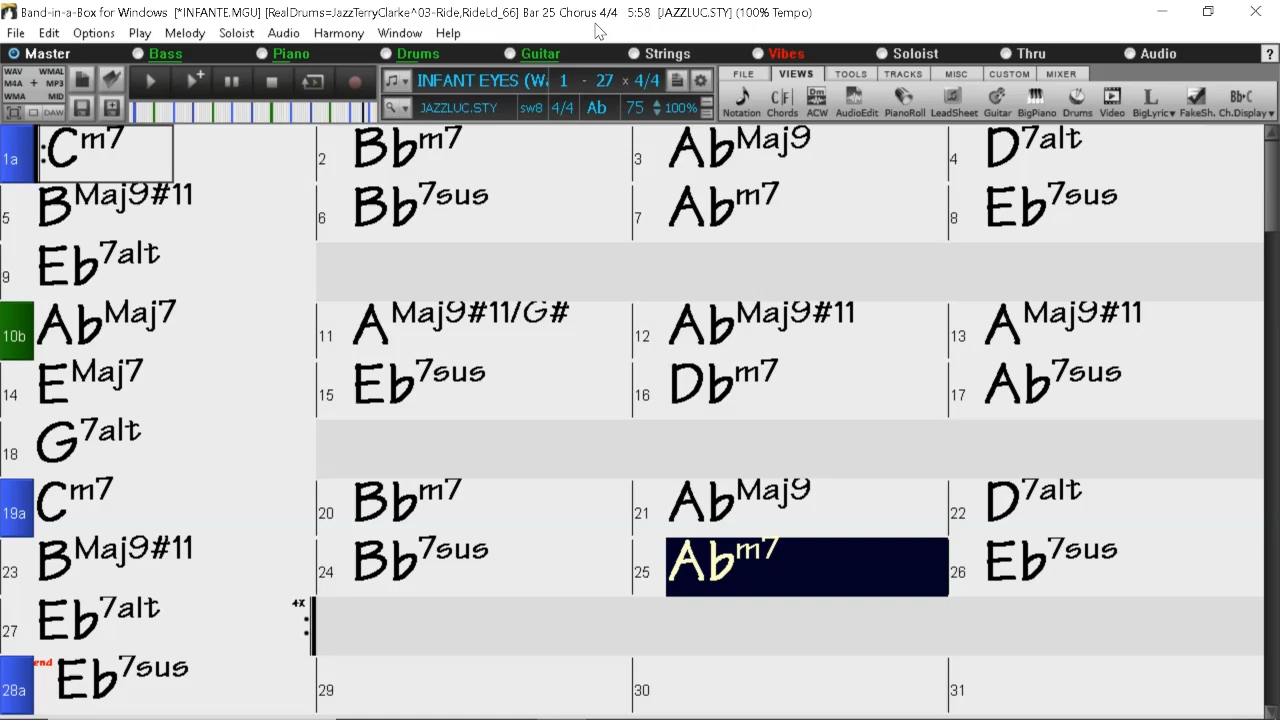 Band-in-a-Box for Windows [*INFANTE.MGU] [RealDrums=JazzTerryClarke^03-Ride,RideLd_66] Bar 25 Chorus 4/4 5:58 [JAZZLUC.STY] (100% Tempo)
File Edit Options Play Melody Soloist Audio Harmony Window Help
Master Bass Piano Drums Guitar Strings Vibes Soloist Thru Audio ?
WAV WMAL
M4A + MP3
WMA MID
DAW
INFANT EYES (W. 1 - 27 x 4/4
JAZZLUC.STY sw8 4/4 Ab 75 100%
FILE VIEWS TOOLS TRACKS MISC CUSTOM MIXER
C|F Dm Bb·C
Notation Chords ACW AudioEdit PianoRoll LeadSheet Guitar BigPiano Drums Video BigLyric FakeSh. Ch.Display
1a :Cm7 2 Bbm7 3 AbMaj9 4 D7alt
5 BMaj9#11 6 Bb7sus 7 Abm7 8 Eb7sus
9 Eb7alt
10b AbMaj7 11 AMaj9#11/G# 12 AbMaj9#11 13 AMaj9#11
14 EMaj7 15 Eb7sus 16 Dbm7 17 Ab7sus
18 G7alt
19a Cm7 20 Bbm7 21 AbMaj9 22 D7alt
23 BMaj9#11 24 Bb7sus 25 Abm7 26 Eb7sus
27 Eb7alt 4x
28a end Eb7sus 29 30 31